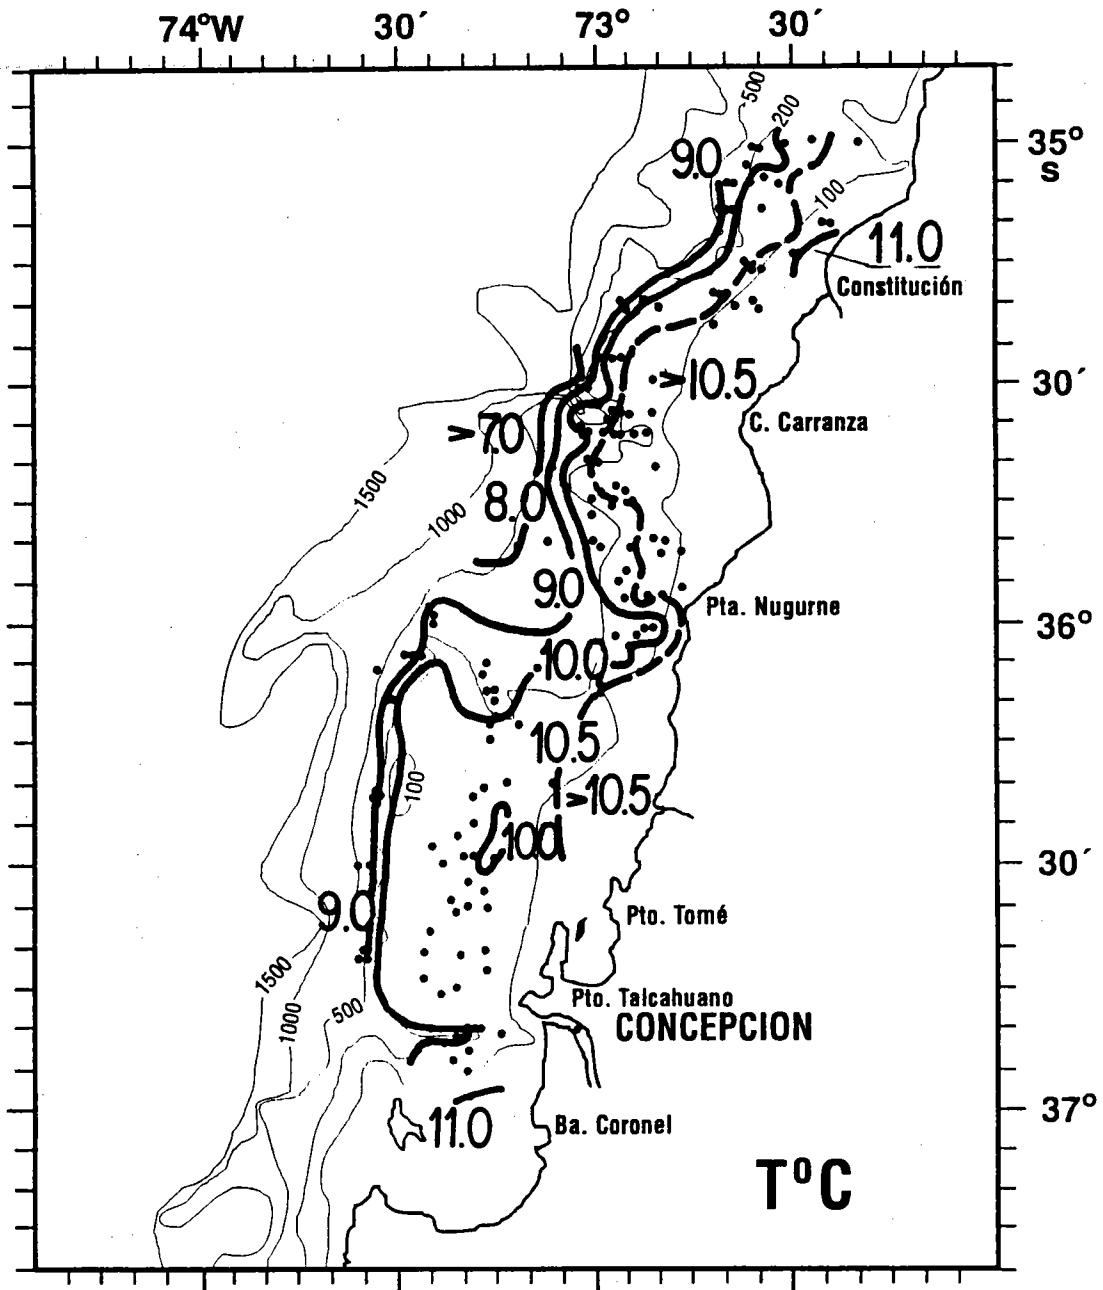 74°W 30´ 73° 30´
500
200
35°
S
9.0
100
11.0
Constitución
>10.5
30´
C. Carranza
>7.0
1500
8.0
1000
9.0
Pta. Nugurne
36°
10.0
10.5
100
>10.5
10.0
30´
9.0
Pto. Tomé
1500
Pto. Talcahuano
500
1000
CONCEPCION
37°
11.0
Ba. Coronel
T°C